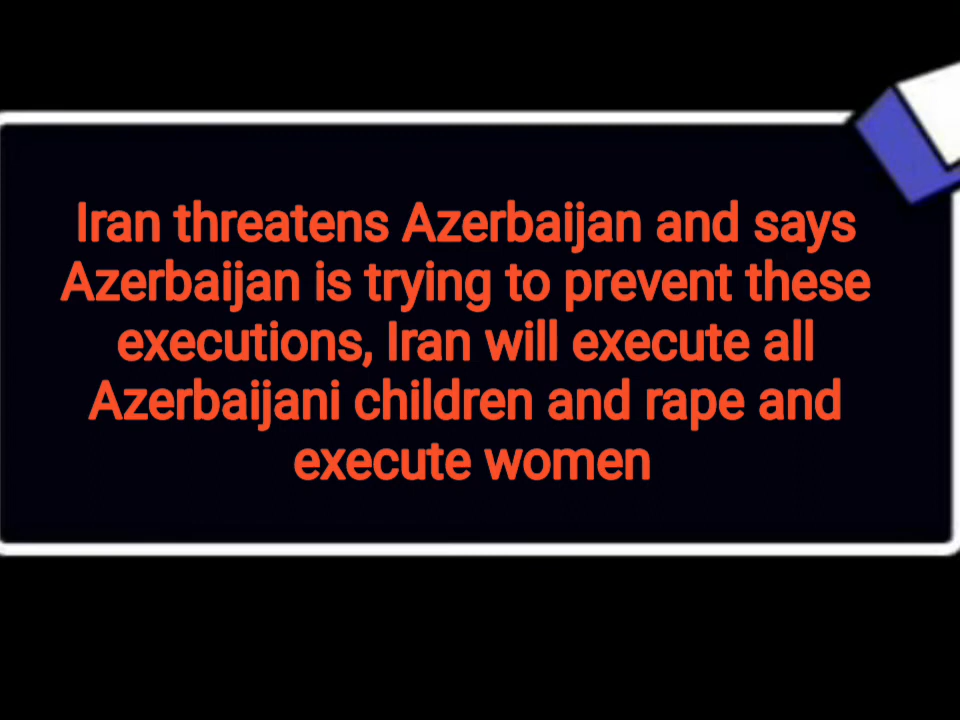 Iran threatens Azerbaijan and says
Azerbaijan is trying to prevent these
executions, Iran will execute all
Azerbaijani children and rape and
execute women